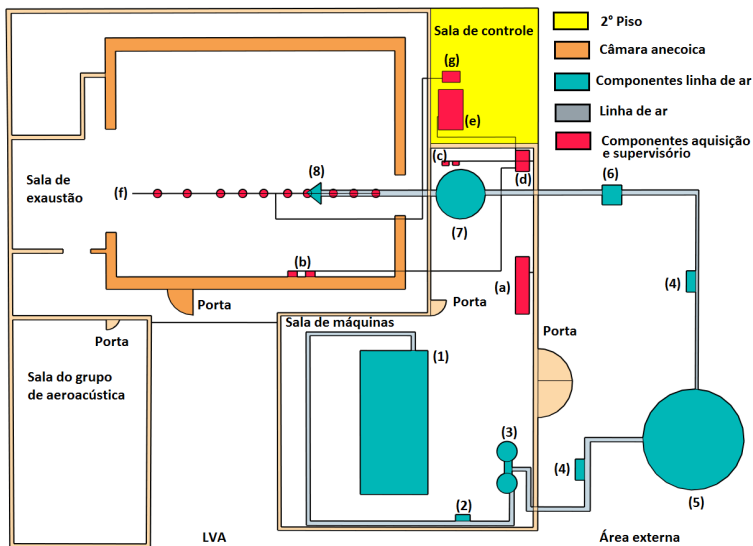 Sala de controle
2° Piso
Câmara anecoica
Componentes linha de ar
Linha de ar
Componentes aquisição
e supervisório
(g)
(e)
(c)
(d)
(8)
(6)
Sala de
exaustão
(f)
(7)
(b)
(a)
(4)
Porta
Porta
Porta
Porta
Sala de máquinas
(1)
Sala do grupo
de aeroacústica
(3)
(4)
(2)
(5)
LVA
Área externa